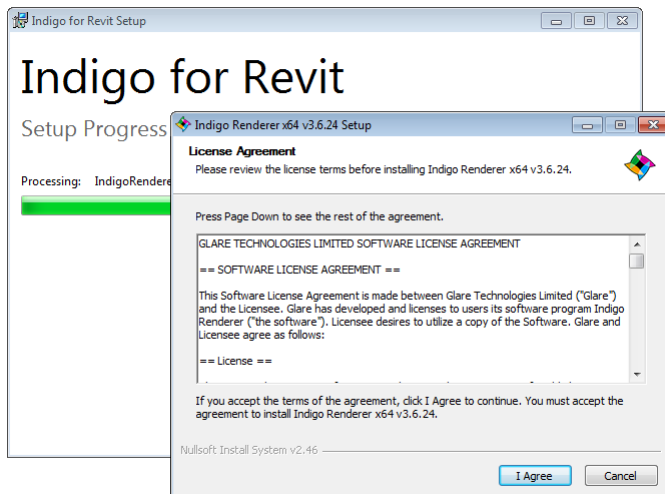 Indigo for Revit Setup
Indigo for Revit
Setup Progress
Processing: IndigoRendere
Indigo Renderer x64 v3.6.24 Setup
License Agreement
Please review the license terms before installing Indigo Renderer x64 v3.6.24.
Press Page Down to see the rest of the agreement.
GLARE TECHNOLOGIES LIMITED SOFTWARE LICENSE AGREEMENT
== SOFTWARE LICENSE AGREEMENT ==
This Software License Agreement is made between Glare Technologies Limited ("Glare")
and the Licensee. Glare has developed and licenses to users its software program Indigo
Renderer ("the software"). Licensee desires to utilize a copy of the Software. Glare and
Licensee agree as follows:
== License ==
If you accept the terms of the agreement, click I Agree to continue. You must accept the
agreement to install Indigo Renderer x64 v3.6.24.
Nullsoft Install System v2.46
I Agree
Cancel